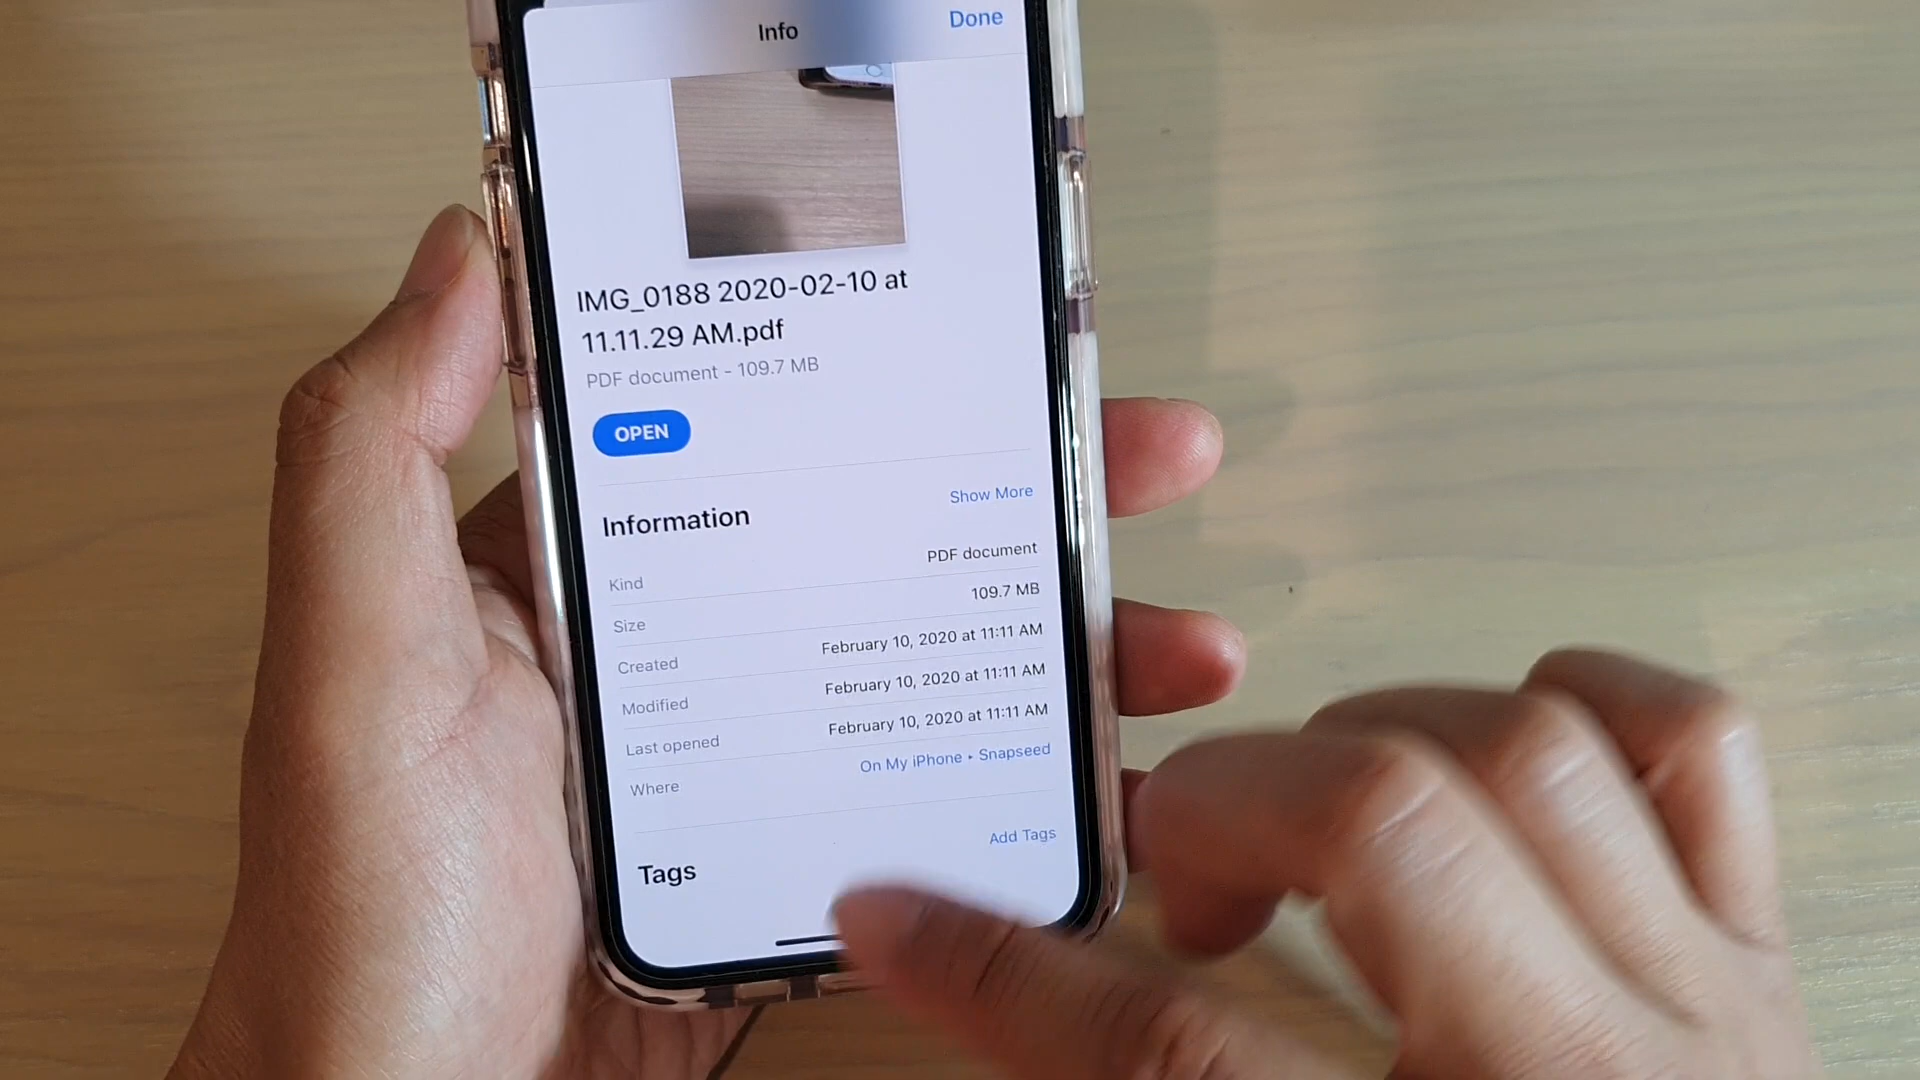 Info
Done
IMG_0188 2020-02-10 at
11.11.29 AM.pdf
PDF document - 109.7 MB
OPEN
Information
Show More
Kind
PDF document
Size
109.7 MB
Created
February 10, 2020 at 11:11 AM
Modified
February 10, 2020 at 11:11 AM
Last opened
February 10, 2020 at 11:11 AM
Where
On My iPhone ▸ Snapseed
Tags
Add Tags